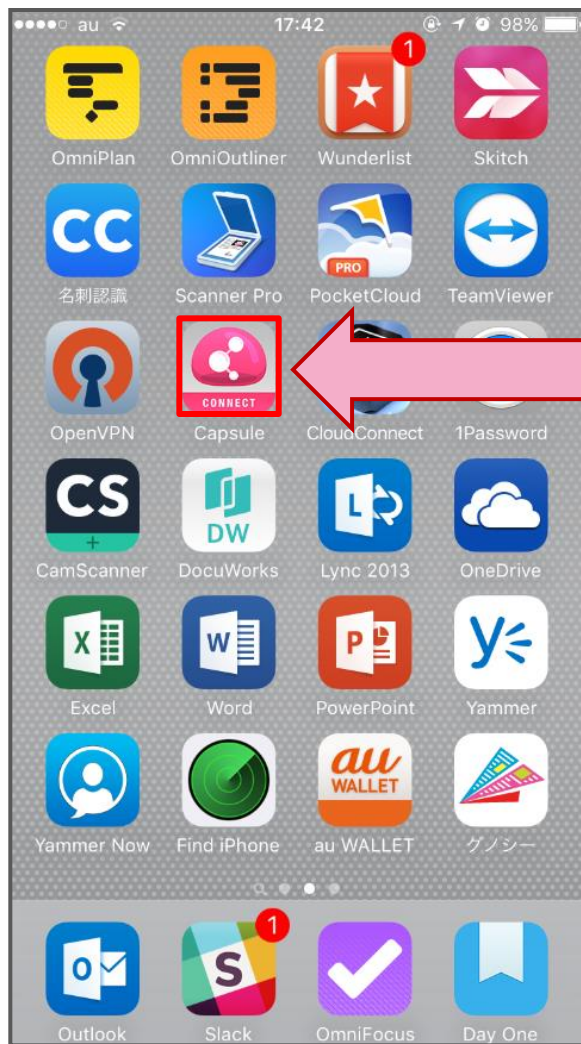 au 17:42 98%
1
OmniPlan OmniOutliner Wunderlist Skitch
CC
PRO
名刺認識 Scanner Pro PocketCloud TeamViewer
CONNECT
OpenVPN Capsule CloudConnect 1Password
CS
+
DW
L
CamScanner DocuWorks Lync 2013 OneDrive
X W P y
Excel Word PowerPoint Yammer
au
WALLET
Yammer Now Find iPhone au WALLET グノシー
1
o S
Outlook Slack OmniFocus Day One